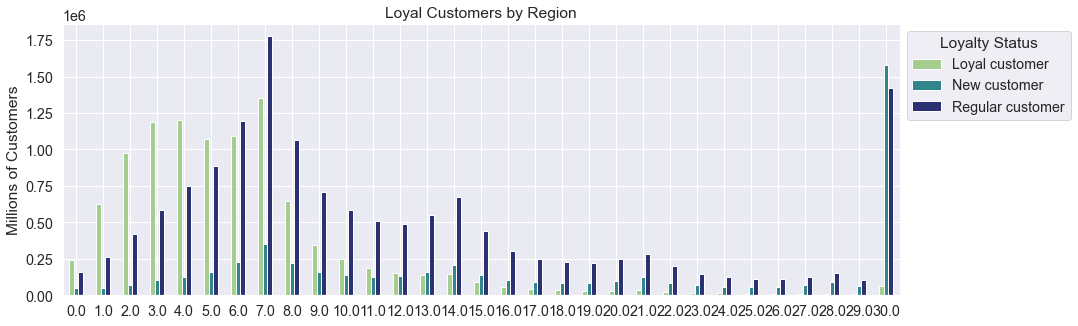 Loyal Customers by Region
1e6
Millions of Customers
1.75
1.50
1.25
1.00
0.75
0.50
0.25
0.00
0.0 1.0 2.0 3.0 4.0 5.0 6.0 7.0 8.0 9.0 10.0 11.0 12.0 13.0 14.0 15.0 16.0 17.0 18.0 19.0 20.0 21.0 22.0 23.0 24.0 25.0 26.0 27.0 28.0 29.0 30.0
Loyalty Status
Loyal customer
New customer
Regular customer